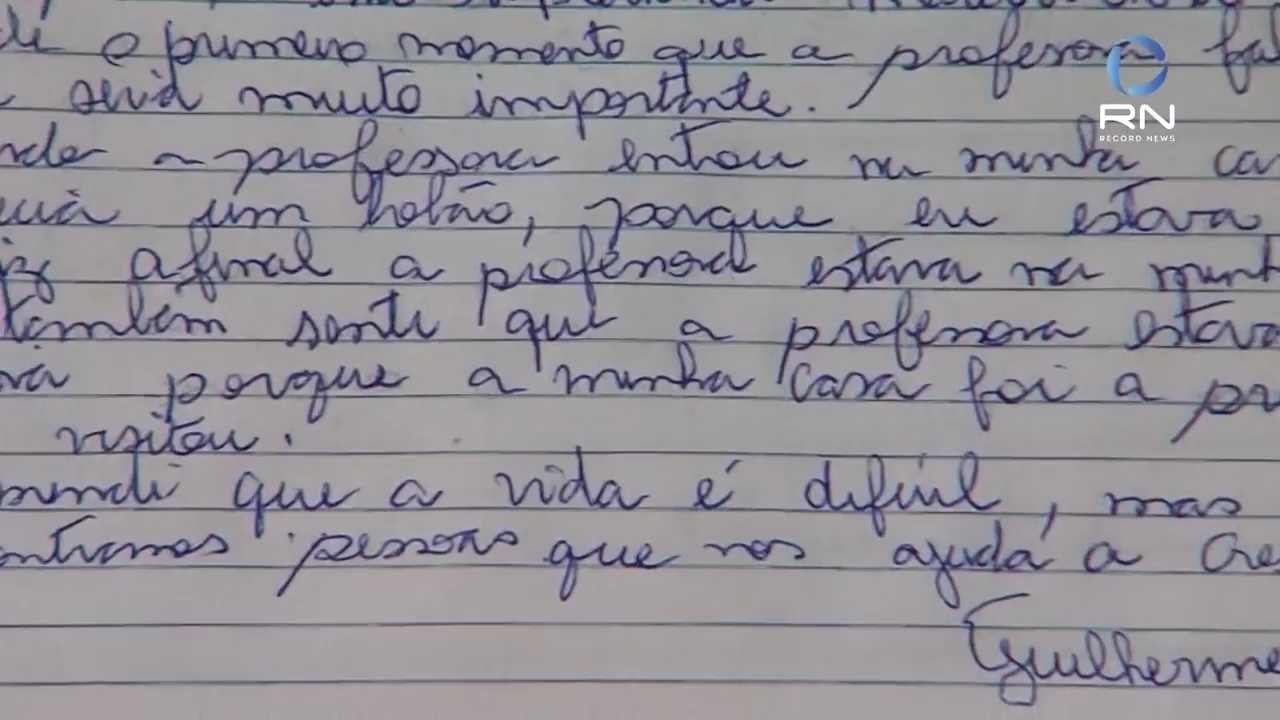 o primeiro momento que a professora
seria muito importante.
a professora entrou na minha
um bolão, porque eu estava
afinal a professora estava na
também senti que a professora
porque a minha casa foi a
visitou.
que a vida é difícil, mas
pessoas que nos ajuda a
Guilherme
RN
RECORD NEWS